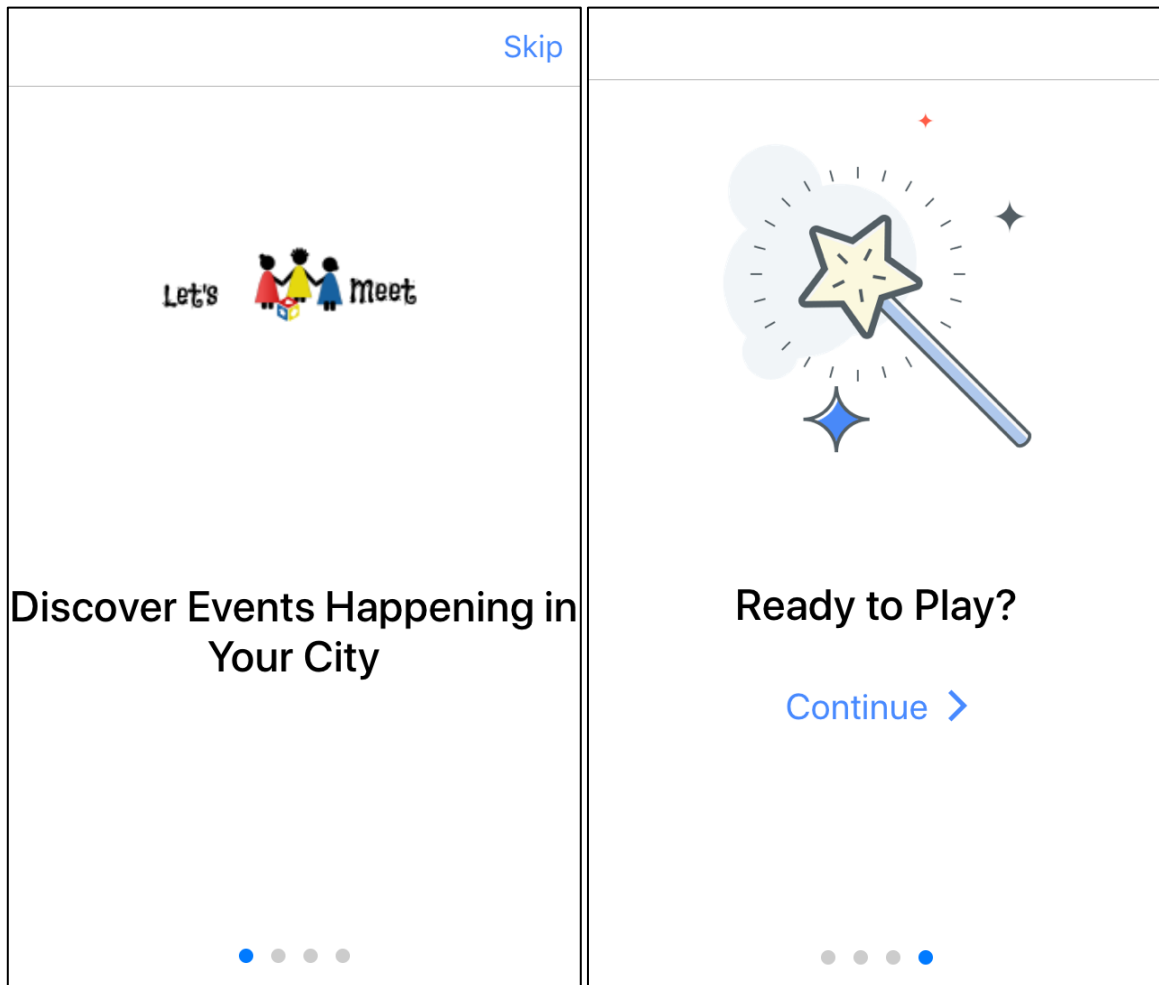 Skip
Let's meet
Discover Events Happening in
Your City
Ready to Play?
Continue